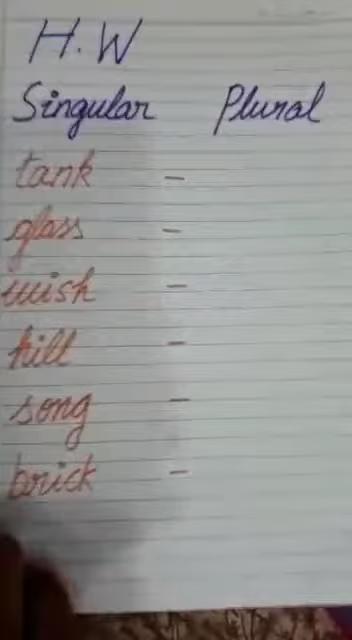 H.W
Singular Plural
tank -
glass -
wish -
hill -
song -
brick -